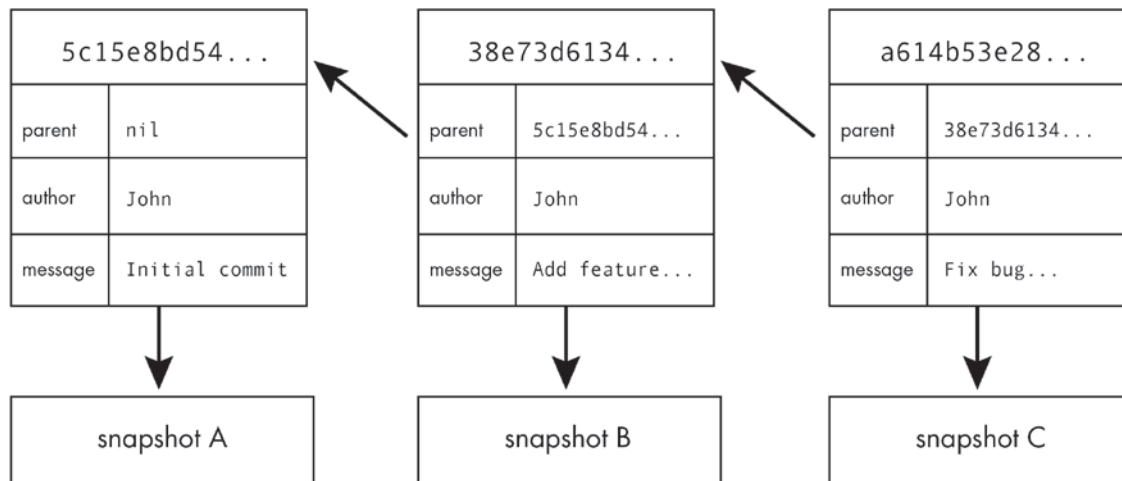 5c15e8bd54...
parent nil
author John
message Initial commit
snapshot A
38e73d6134...
parent 5c15e8bd54...
author John
message Add feature...
snapshot B
a614b53e28...
parent 38e73d6134...
author John
message Fix bug...
snapshot C